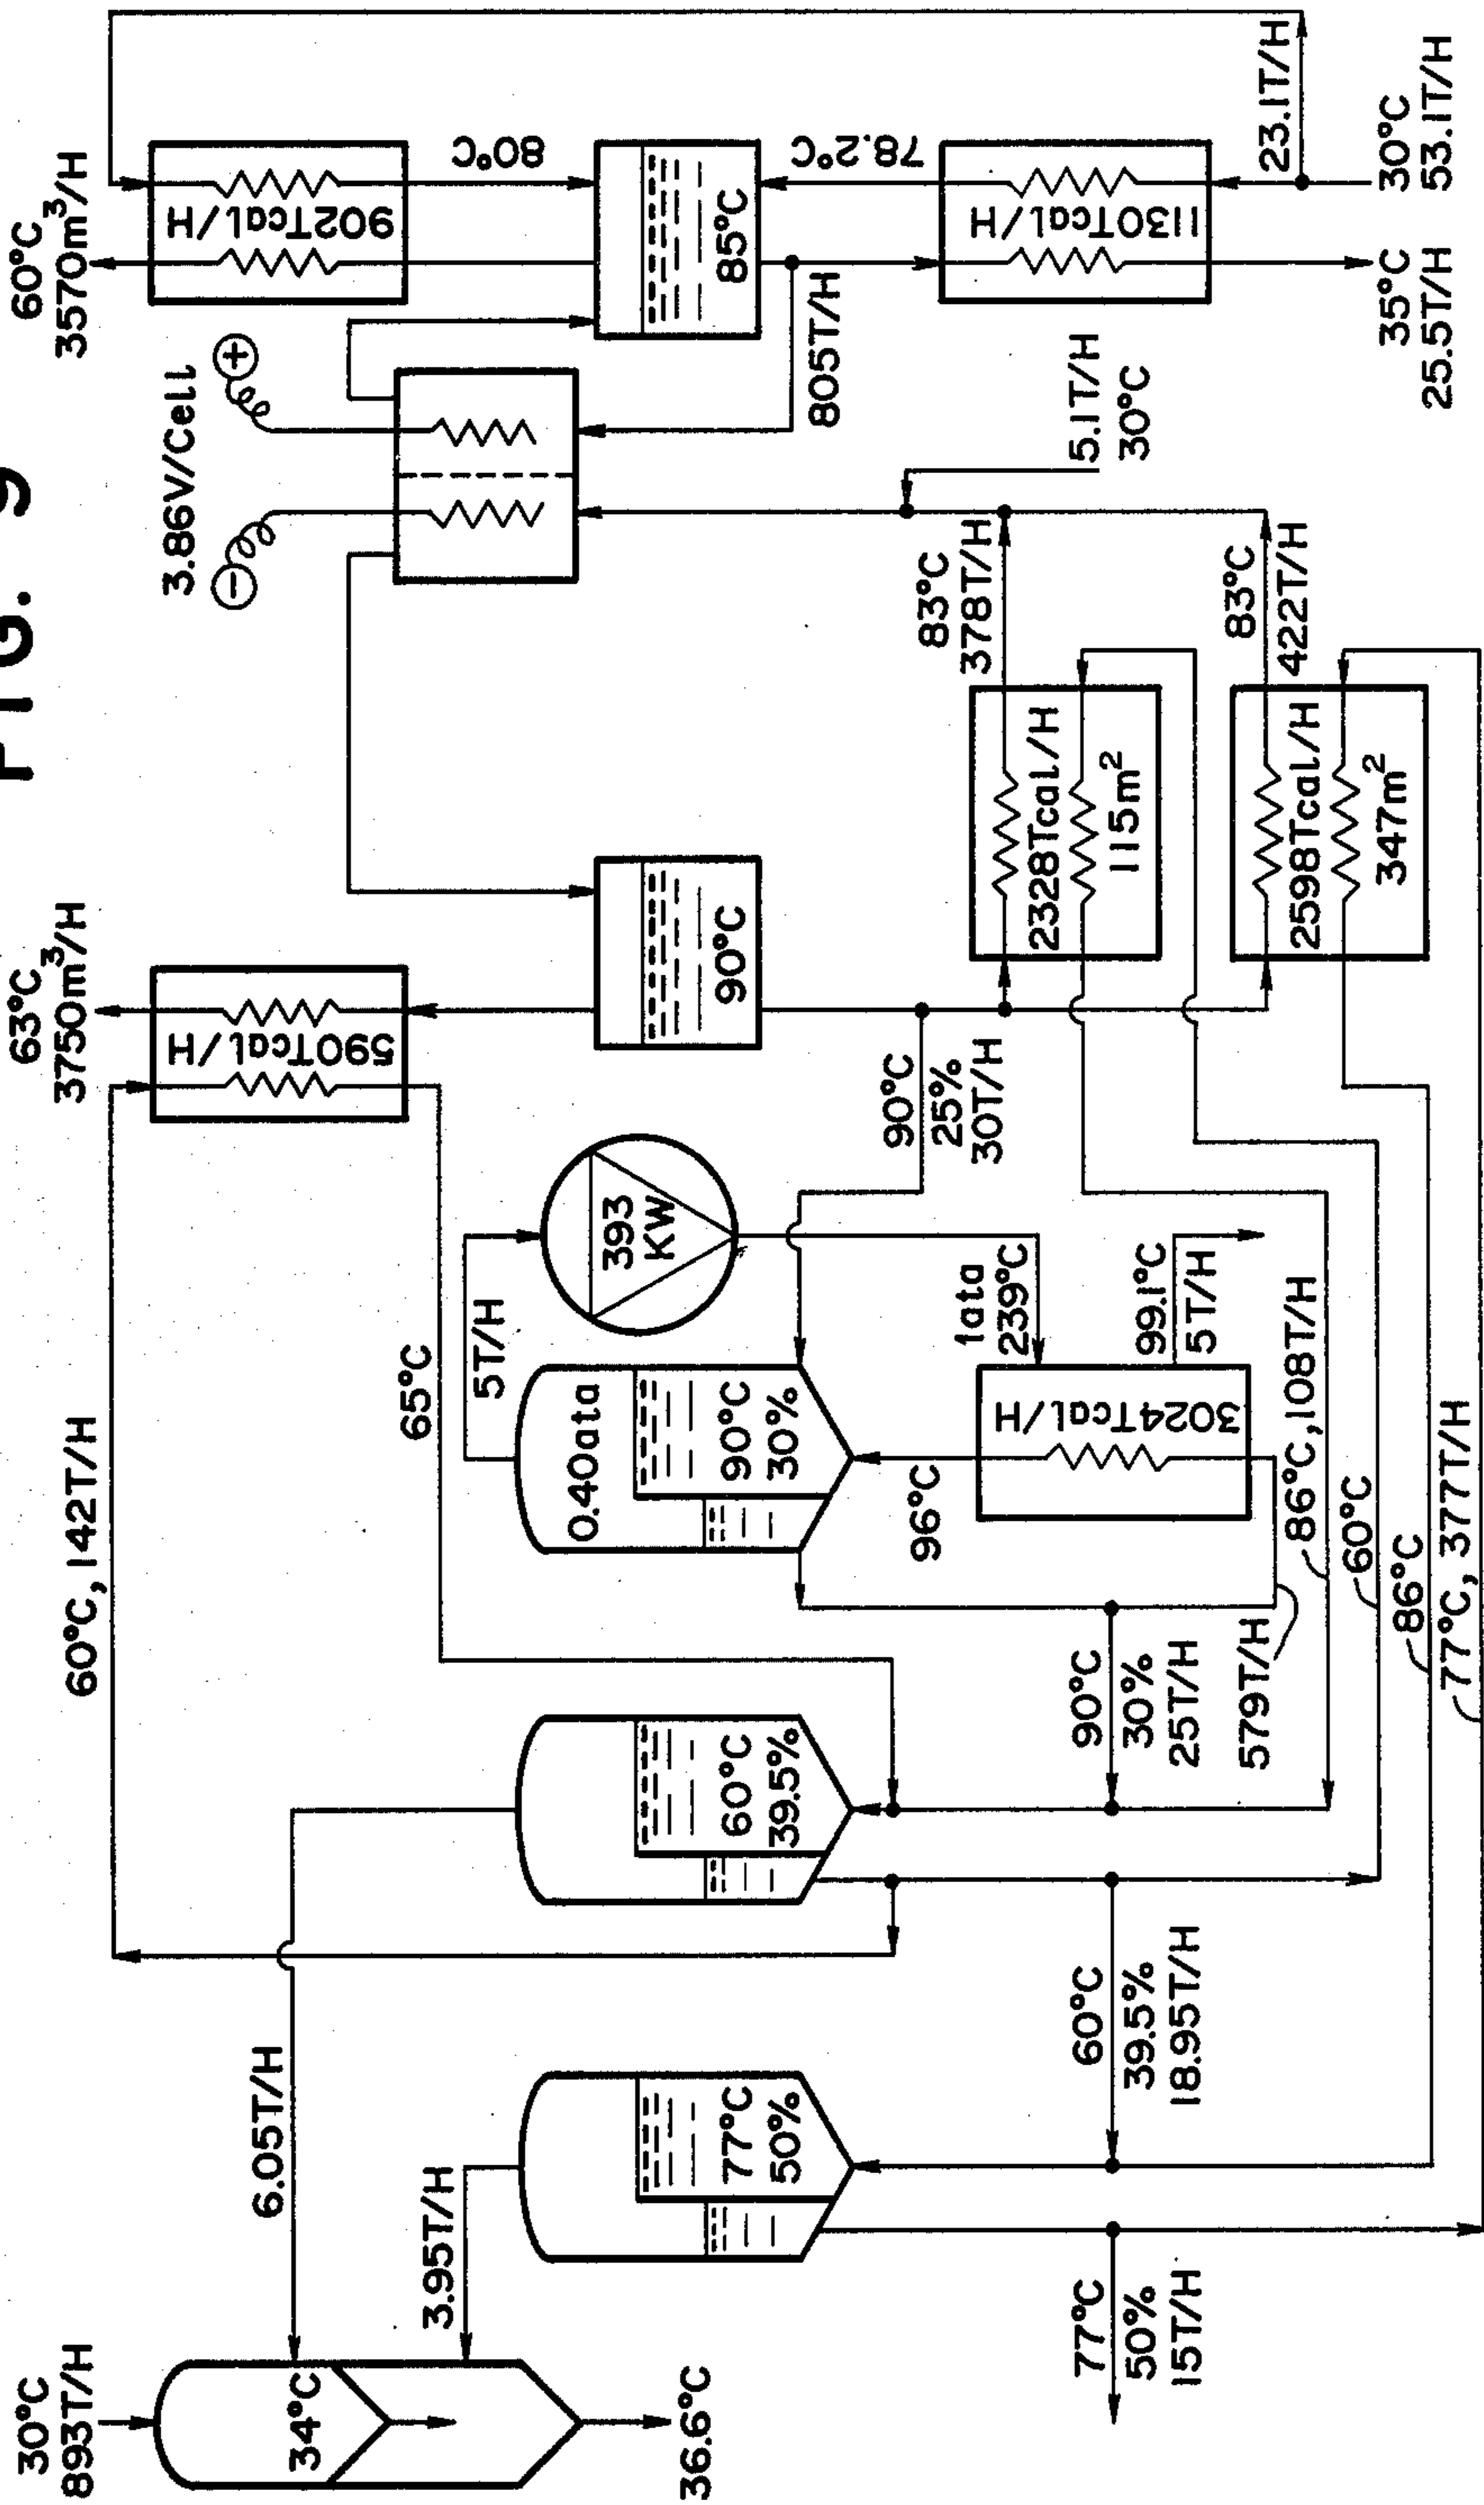 FIG. 9
30°C
893T/H
34°C
36.6°C
6.05T/H
3.95T/H
77°C
50%
77°C
50%
15T/H
60°C, 142T/H
60°C
39.5%
60°C
39.5%
18.95T/H
65°C
5T/H
0.40ata
90°C
30%
96°C
90°C
30%
25T/H
579T/H
393
KW
1ata
239°C
3024Tcal/H
99.1°C
5T/H
86°C, 108T/H
60°C
86°C
77°C, 377T/H
63°C
3750m³/H
590Tcal/H
90°C
90°C
25%
30T/H
2328Tcal/H
115m²
2598Tcal/H
347m²
83°C
378T/H
83°C
422T/H
3.86V/Cell
−
+
5.1T/H
30°C
805T/H
60°C
3570m³/H
902Tcal/H
80°C
85°C
78.2°C
1130Tcal/H
23.1T/H
35°C
25.5T/H
30°C
53.1T/H